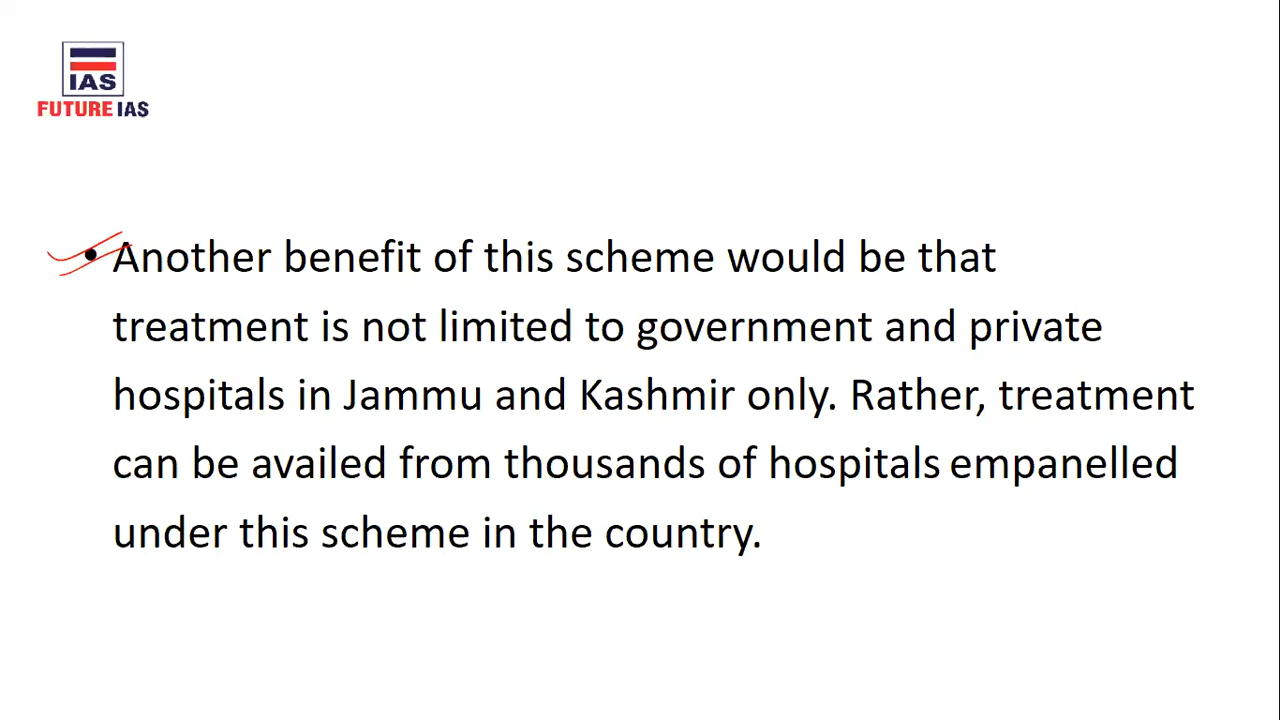 IAS
FUTURE IAS
• Another benefit of this scheme would be that
treatment is not limited to government and private
hospitals in Jammu and Kashmir only. Rather, treatment
can be availed from thousands of hospitals empanelled
under this scheme in the country.